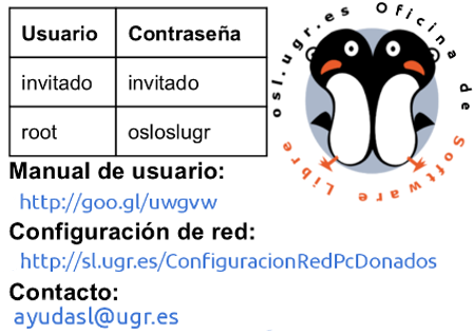 Usuario Contraseña
invitado invitado
root osloslugr
osl.ugr.es Oficina de Software Libre
Manual de usuario:
http://goo.gl/uwgvw
Configuración de red:
http://sl.ugr.es/ConfiguracionRedPcDonados
Contacto:
ayudasl@ugr.es